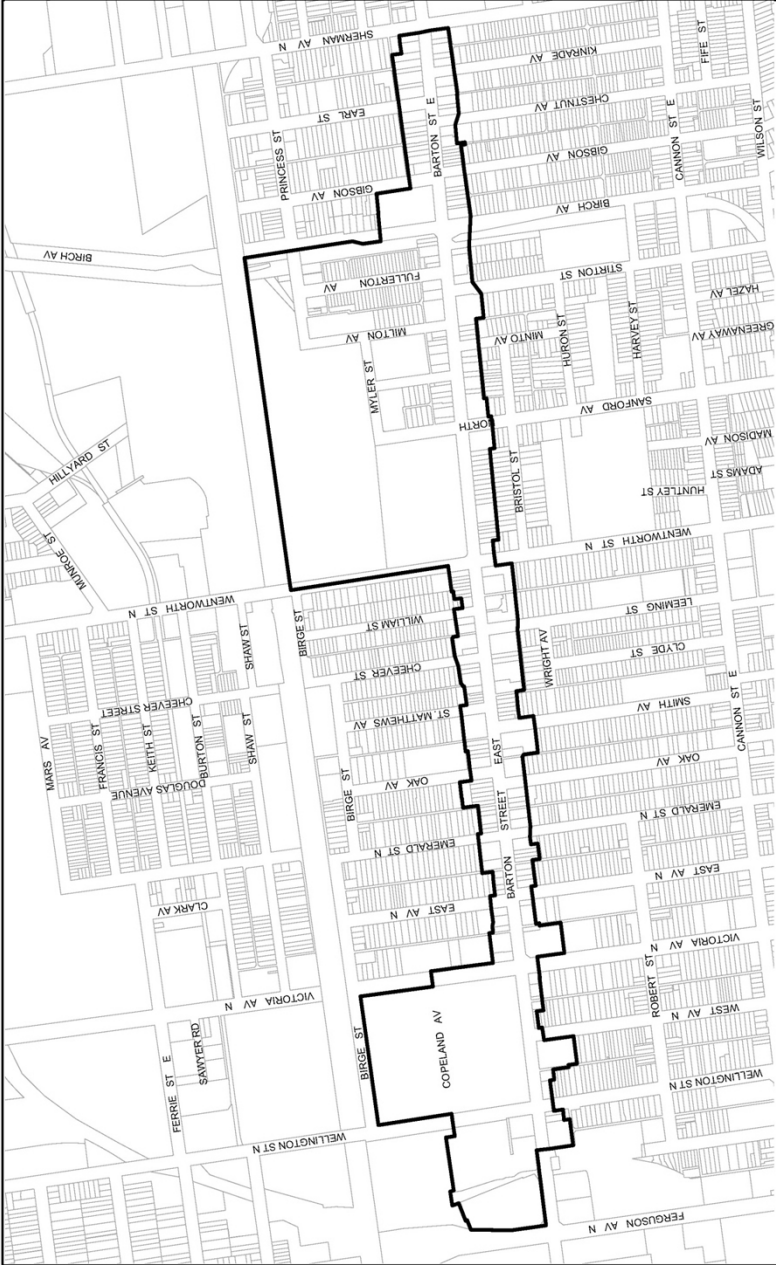 SHERMAN AV N
KINRADE AV
FIFE ST
EARL ST
CHESTNUT AV
BARTON ST E
CANNON ST E
PRINCESS ST
GIBSON AV
GIBSON AV
WILSON ST
BIRCH AV
BIRCH AV
FULLERTON
AV
STIRTON ST
HAZEL AV
MILTON AV
MINTO AV
HURON ST
HARVEY ST
GREENAWAY AV
MYLER ST
SANFORD AV
NORTH
MADISON AV
HILLYARD ST
BRISTOL ST
ADAMS ST
HUNTLEY ST
MUNROE ST
WENTWORTH ST N
WENTWORTH ST N
BIRGE ST
WILLIAM ST
LEEMING ST
SHAW ST
CHEEVER ST
WRIGHT AV
CLYDE ST
CHEEVER STREET
ST. MATTHEWS AV
SMITH AV
MARS AV
FRANCIS ST
KEITH ST
BURTON ST
SHAW ST
EAST
CANNON ST E
DOUGLAS AVENUE
BIRGE ST
OAK AV
STREET
OAK AV
EMERALD ST N
EMERALD ST N
BARTON
EAST AV N
CLARK AV
EAST AV N
VICTORIA AV N
VICTORIA AV N
ROBERT ST
FERRIE ST E
SAWYER RD
BIRGE ST
COPELAND AV
WEST AV N
WELLINGTON ST N
WELLINGTON ST N
FERGUSON AV N